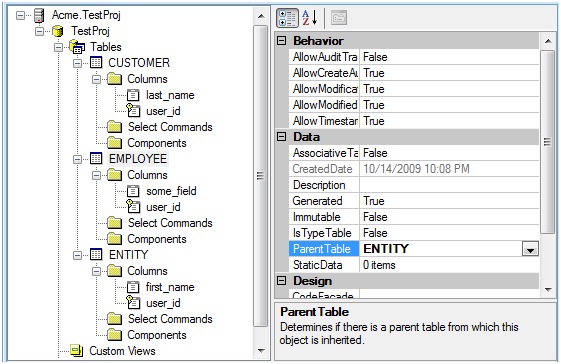 Acme.TestProj
TestProj
Tables
CUSTOMER
Columns
last_name
user_id
Select Commands
Components
EMPLOYEE
Columns
some_field
user_id
Select Commands
Components
ENTITY
Columns
first_name
user_id
Select Commands
Components
Custom Views
Behavior
AllowAuditTra False
AllowCreateAu True
AllowModificat True
AllowModified True
AllowTimestar True
Data
AssociativeTa False
CreatedDate 10/14/2009 10:08 PM
Description
Generated True
Immutable False
IsTypeTable False
ParentTable ENTITY
StaticData 0 items
Design
CodeFacade
ParentTable
Determines if there is a parent table from which this
object is inherited.